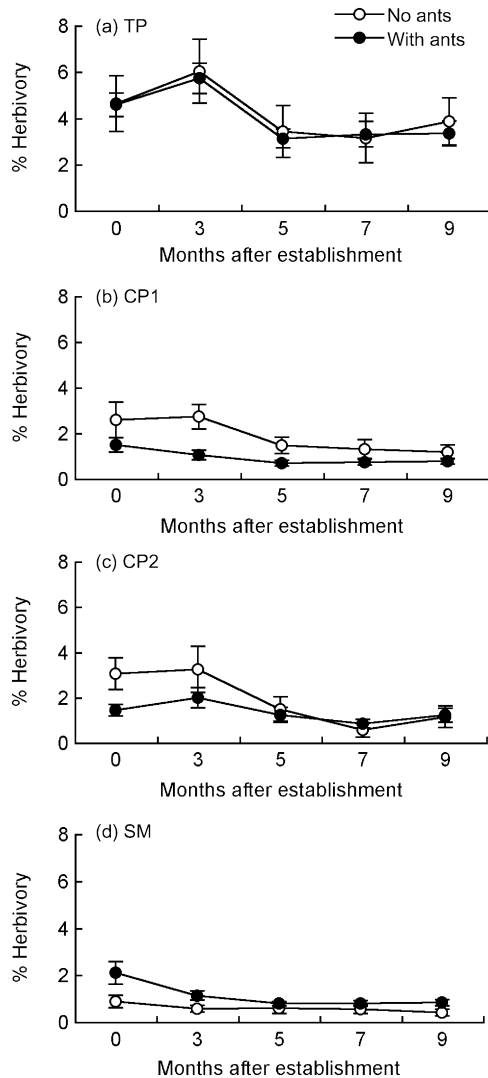 (a) TP
No ants
With ants
8
6
4
2
0
% Herbivory
0 3 5 7 9
Months after establishment
(b) CP1
8
6
4
2
0
% Herbivory
0 3 5 7 9
Months after establishment
(c) CP2
8
6
4
2
0
% Herbivory
0 3 5 7 9
Months after establishment
(d) SM
8
6
4
2
0
% Herbivory
0 3 5 7 9
Months after establishment